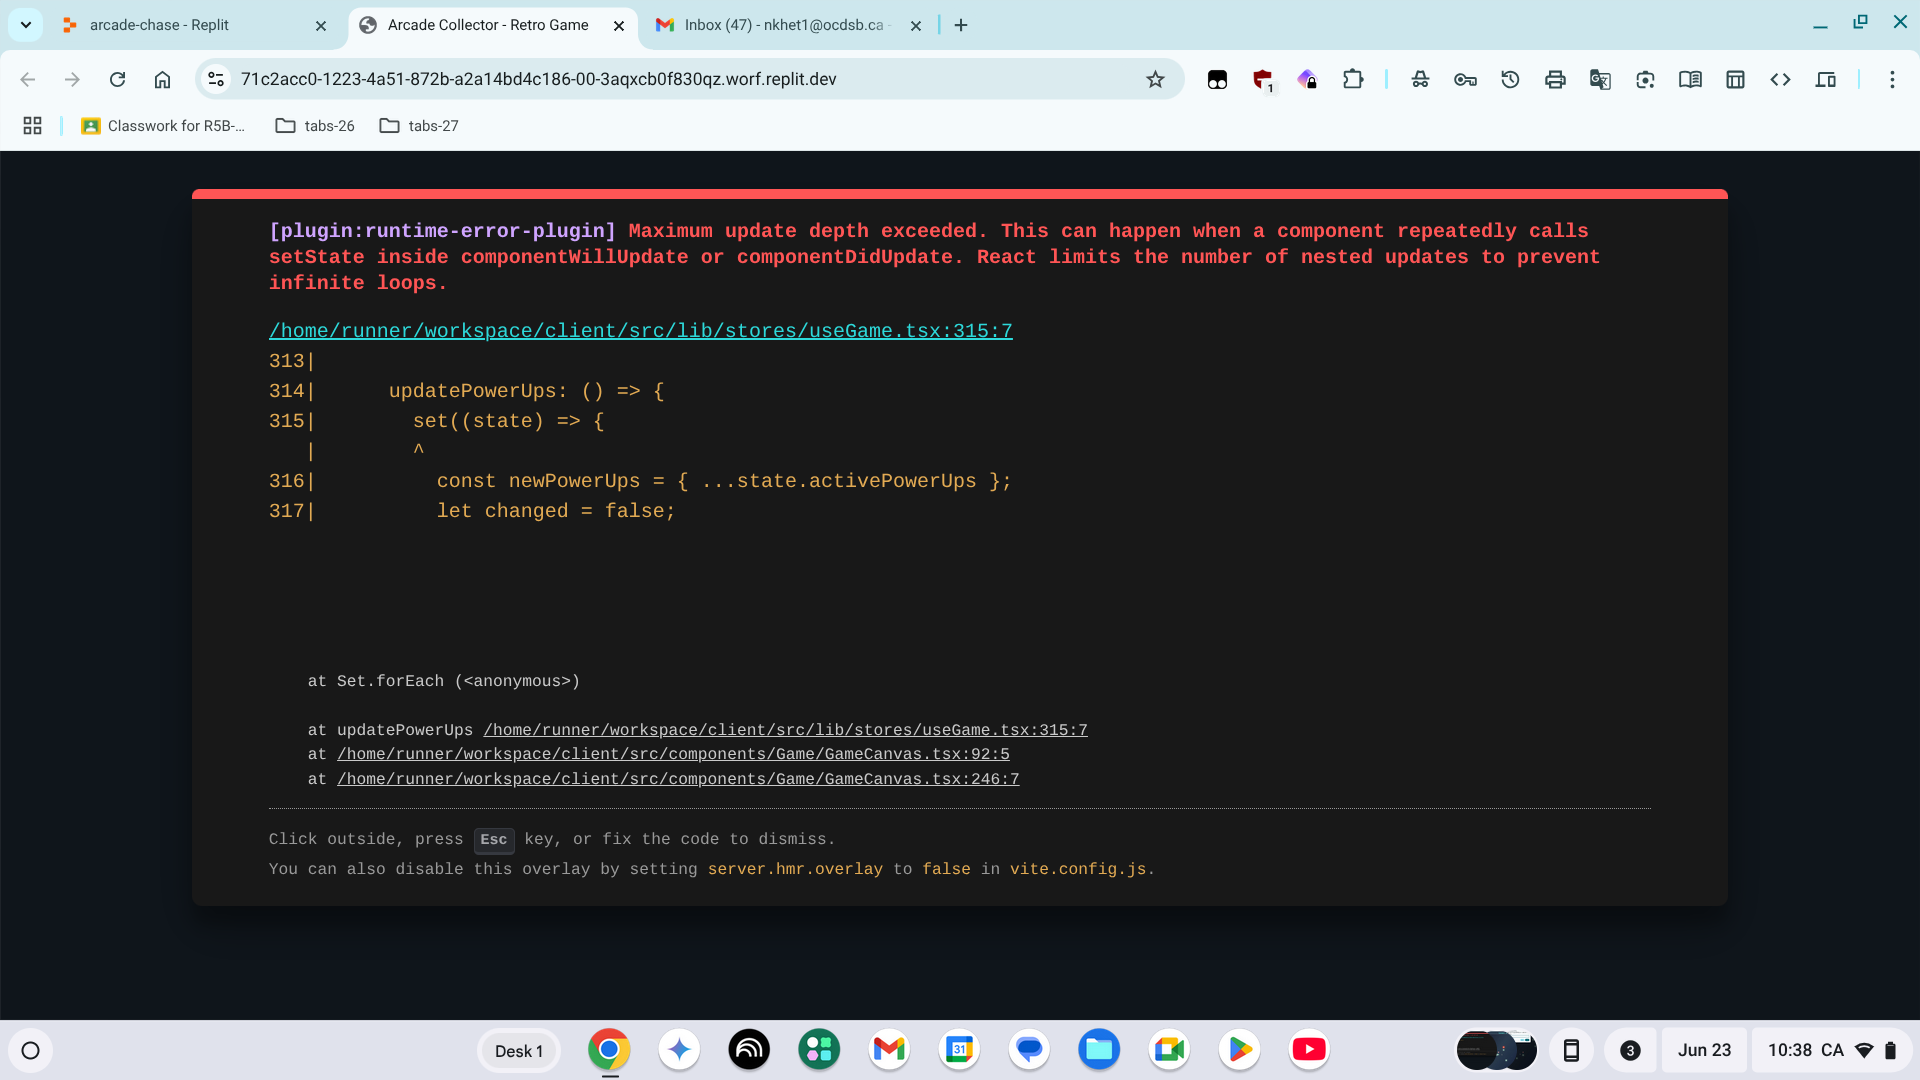 arcade-chase - Replit
Arcade Collector - Retro Game
Inbox (47) - nkhet1@ocdsb.ca -
71c2acc0-1223-4a51-872b-a2a14bd4c186-00-3aqxcb0f830qz.worf.replit.dev
1
Classwork for R5B-...
tabs-26
tabs-27
[plugin:runtime-error-plugin] Maximum update depth exceeded. This can happen when a component repeatedly calls
setState inside componentWillUpdate or componentDidUpdate. React limits the number of nested updates to prevent
infinite loops.
/home/runner/workspace/client/src/lib/stores/useGame.tsx:315:7
313|
314|      updatePowerUps: () => {
315|        set((state) => {
   |        ^
316|          const newPowerUps = { ...state.activePowerUps };
317|          let changed = false;
at Set.forEach (<anonymous>)
at updatePowerUps /home/runner/workspace/client/src/lib/stores/useGame.tsx:315:7
at /home/runner/workspace/client/src/components/Game/GameCanvas.tsx:92:5
at /home/runner/workspace/client/src/components/Game/GameCanvas.tsx:246:7
Click outside, press Esc key, or fix the code to dismiss.
You can also disable this overlay by setting server.hmr.overlay to false in vite.config.js.
Desk 1
31
3
Jun 23
10:38 CA